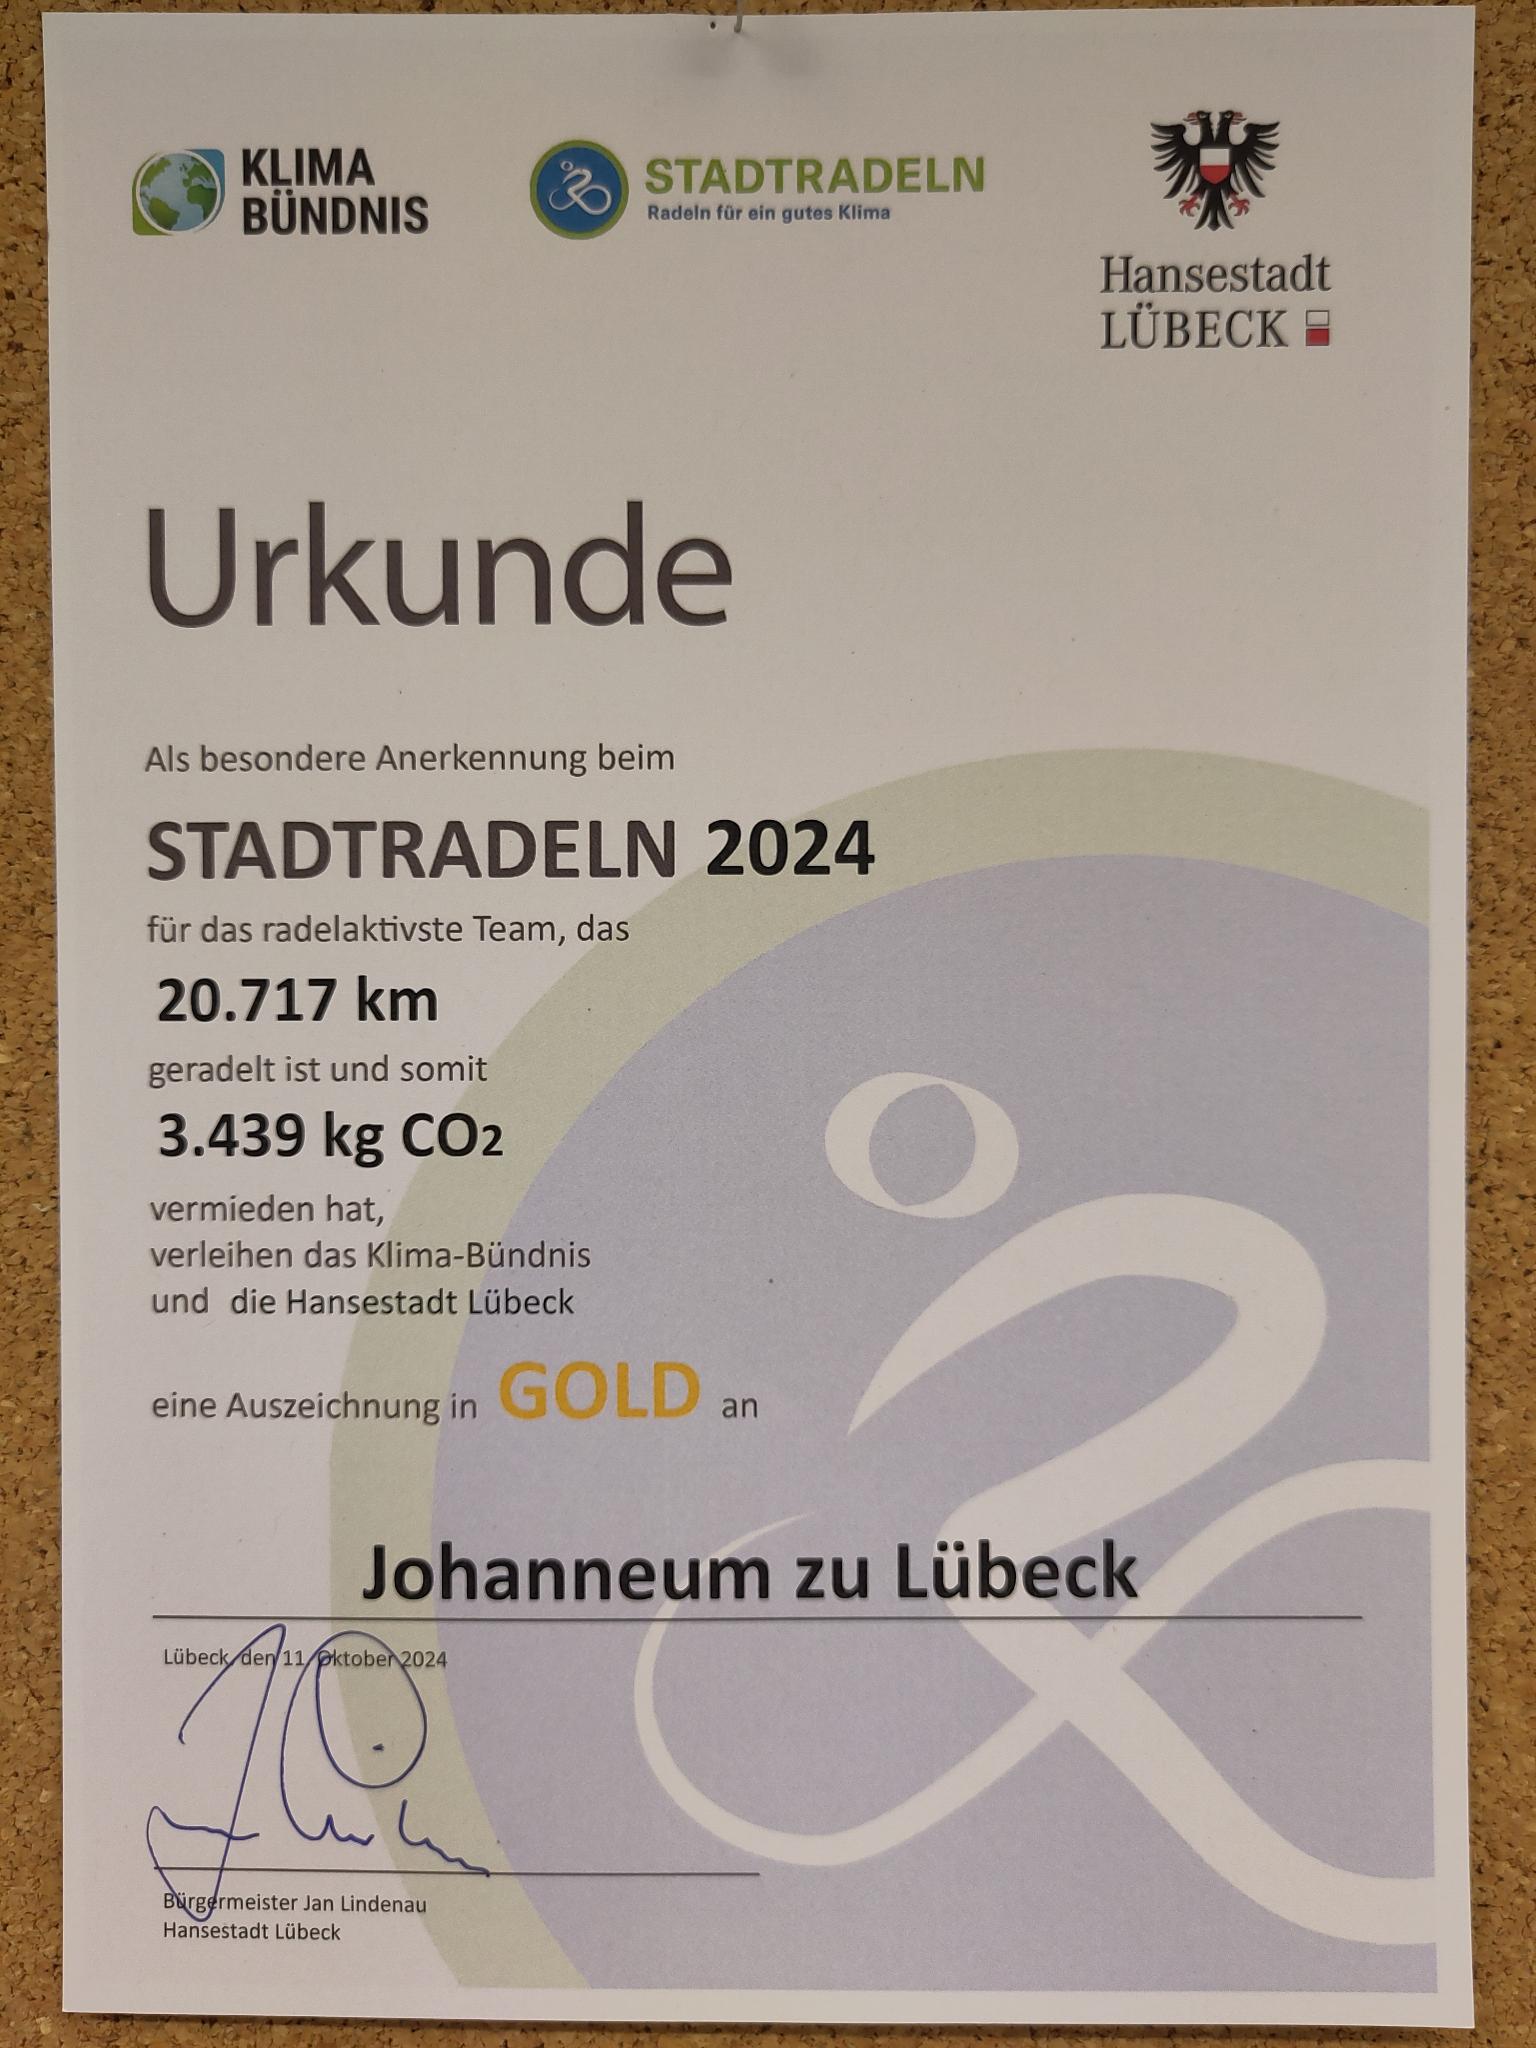 KLIMA
BÜNDNIS
STADTRADELN
Radeln für ein gutes Klima
Hansestadt
LÜBECK
Urkunde
Als besondere Anerkennung beim
STADTRADELN 2024
für das radelaktivste Team, das
20.717 km
geradelt ist und somit
3.439 kg CO2
vermieden hat,
verleihen das Klima-Bündnis
und die Hansestadt Lübeck
eine Auszeichnung in GOLD an
Johanneum zu Lübeck
Lübeck, den 11. Oktober 2024
Bürgermeister Jan Lindenau
Hansestadt Lübeck